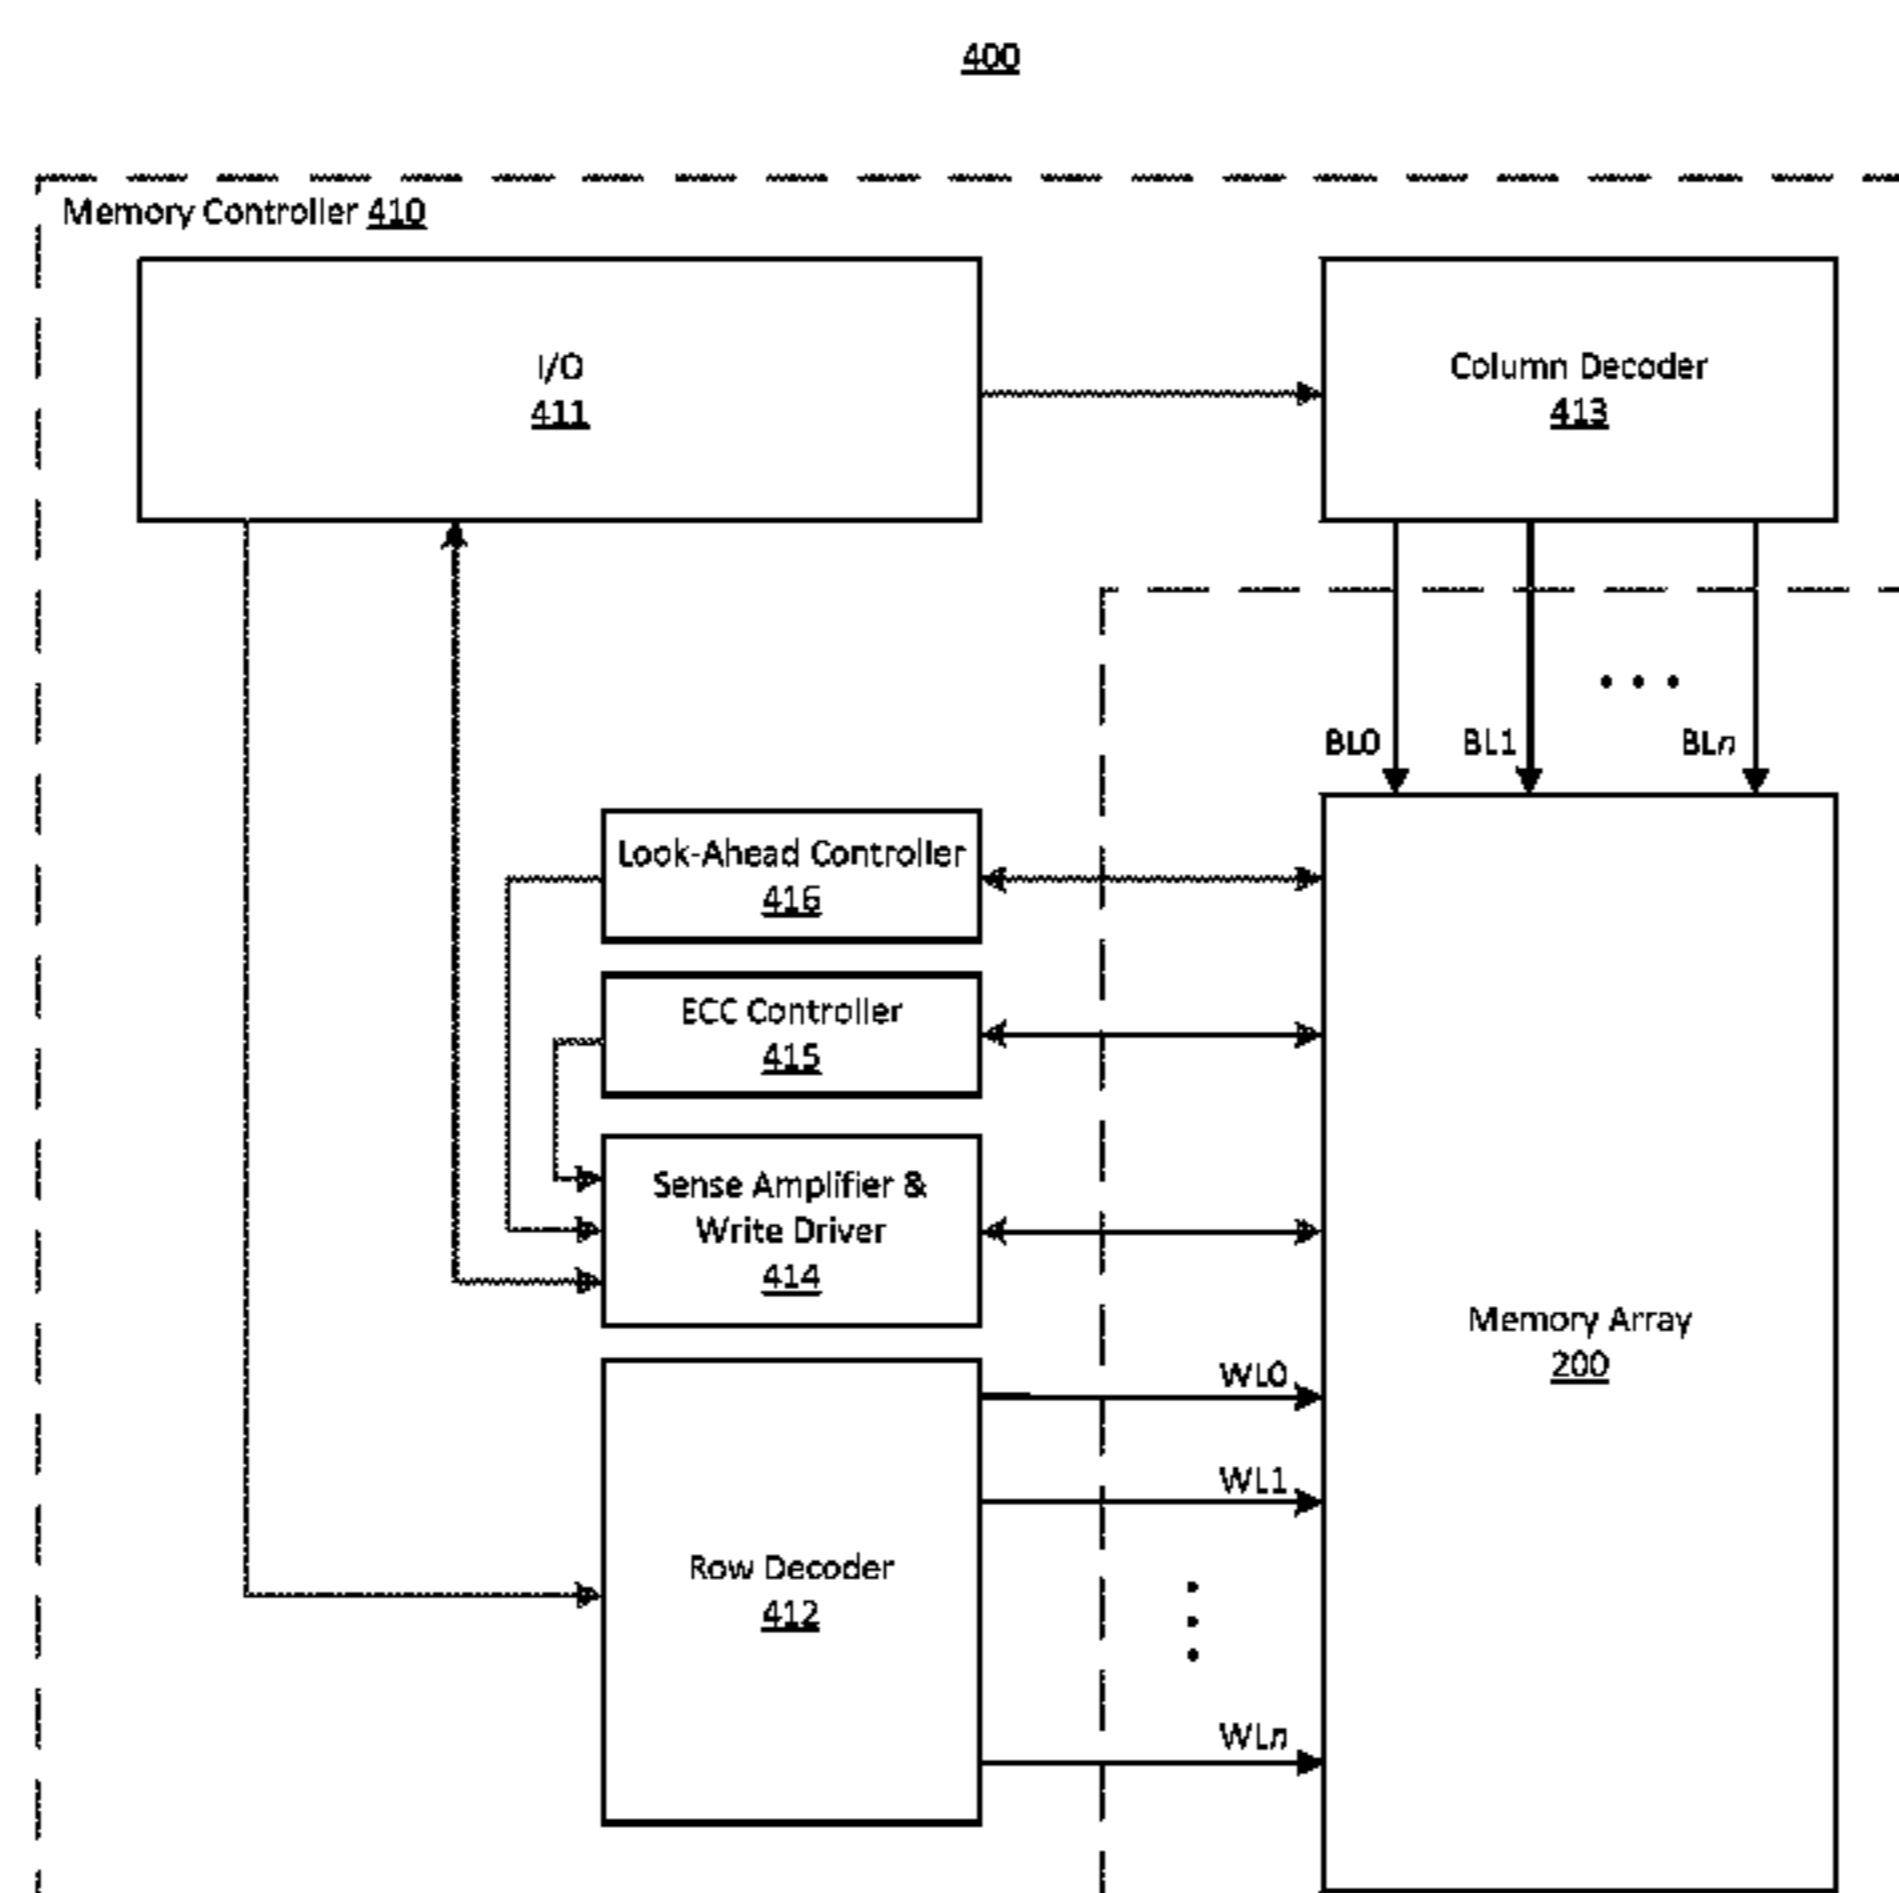 400
Memory Controller 410
I/O
411
Column Decoder
413
BL0
BL1
BLn
Look-Ahead Controller
416
ECC Controller
415
Sense Amplifier &
Write Driver
414
Memory Array
200
WL0
WL1
Row Decoder
412
WLn